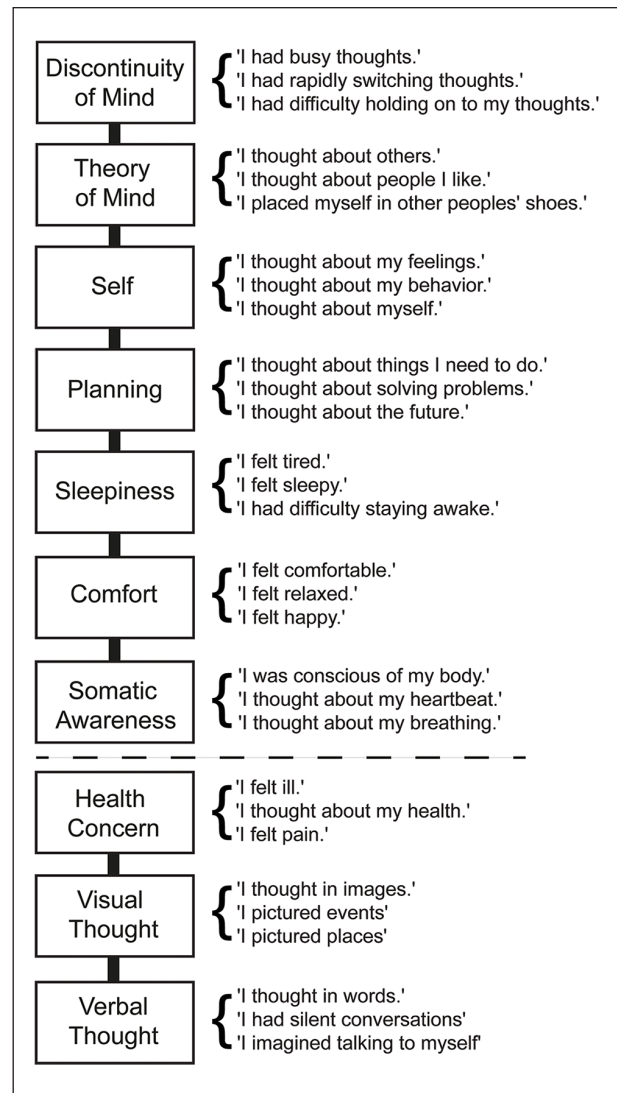 Discontinuity
of Mind
'I had busy thoughts.'
'I had rapidly switching thoughts.'
'I had difficulty holding on to my thoughts.'
Theory
of Mind
'I thought about others.'
'I thought about people I like.'
'I placed myself in other peoples' shoes.'
Self
'I thought about my feelings.'
'I thought about my behavior.'
'I thought about myself.'
Planning
'I thought about things I need to do.'
'I thought about solving problems.'
'I thought about the future.'
Sleepiness
'I felt tired.'
'I felt sleepy.'
'I had difficulty staying awake.'
Comfort
'I felt comfortable.'
'I felt relaxed.'
'I felt happy.'
Somatic
Awareness
'I was conscious of my body.'
'I thought about my heartbeat.'
'I thought about my breathing.'
Health
Concern
'I felt ill.'
'I thought about my health.'
'I felt pain.'
Visual
Thought
'I thought in images.'
'I pictured events'
'I pictured places'
Verbal
Thought
'I thought in words.'
'I had silent conversations'
'I imagined talking to myself'